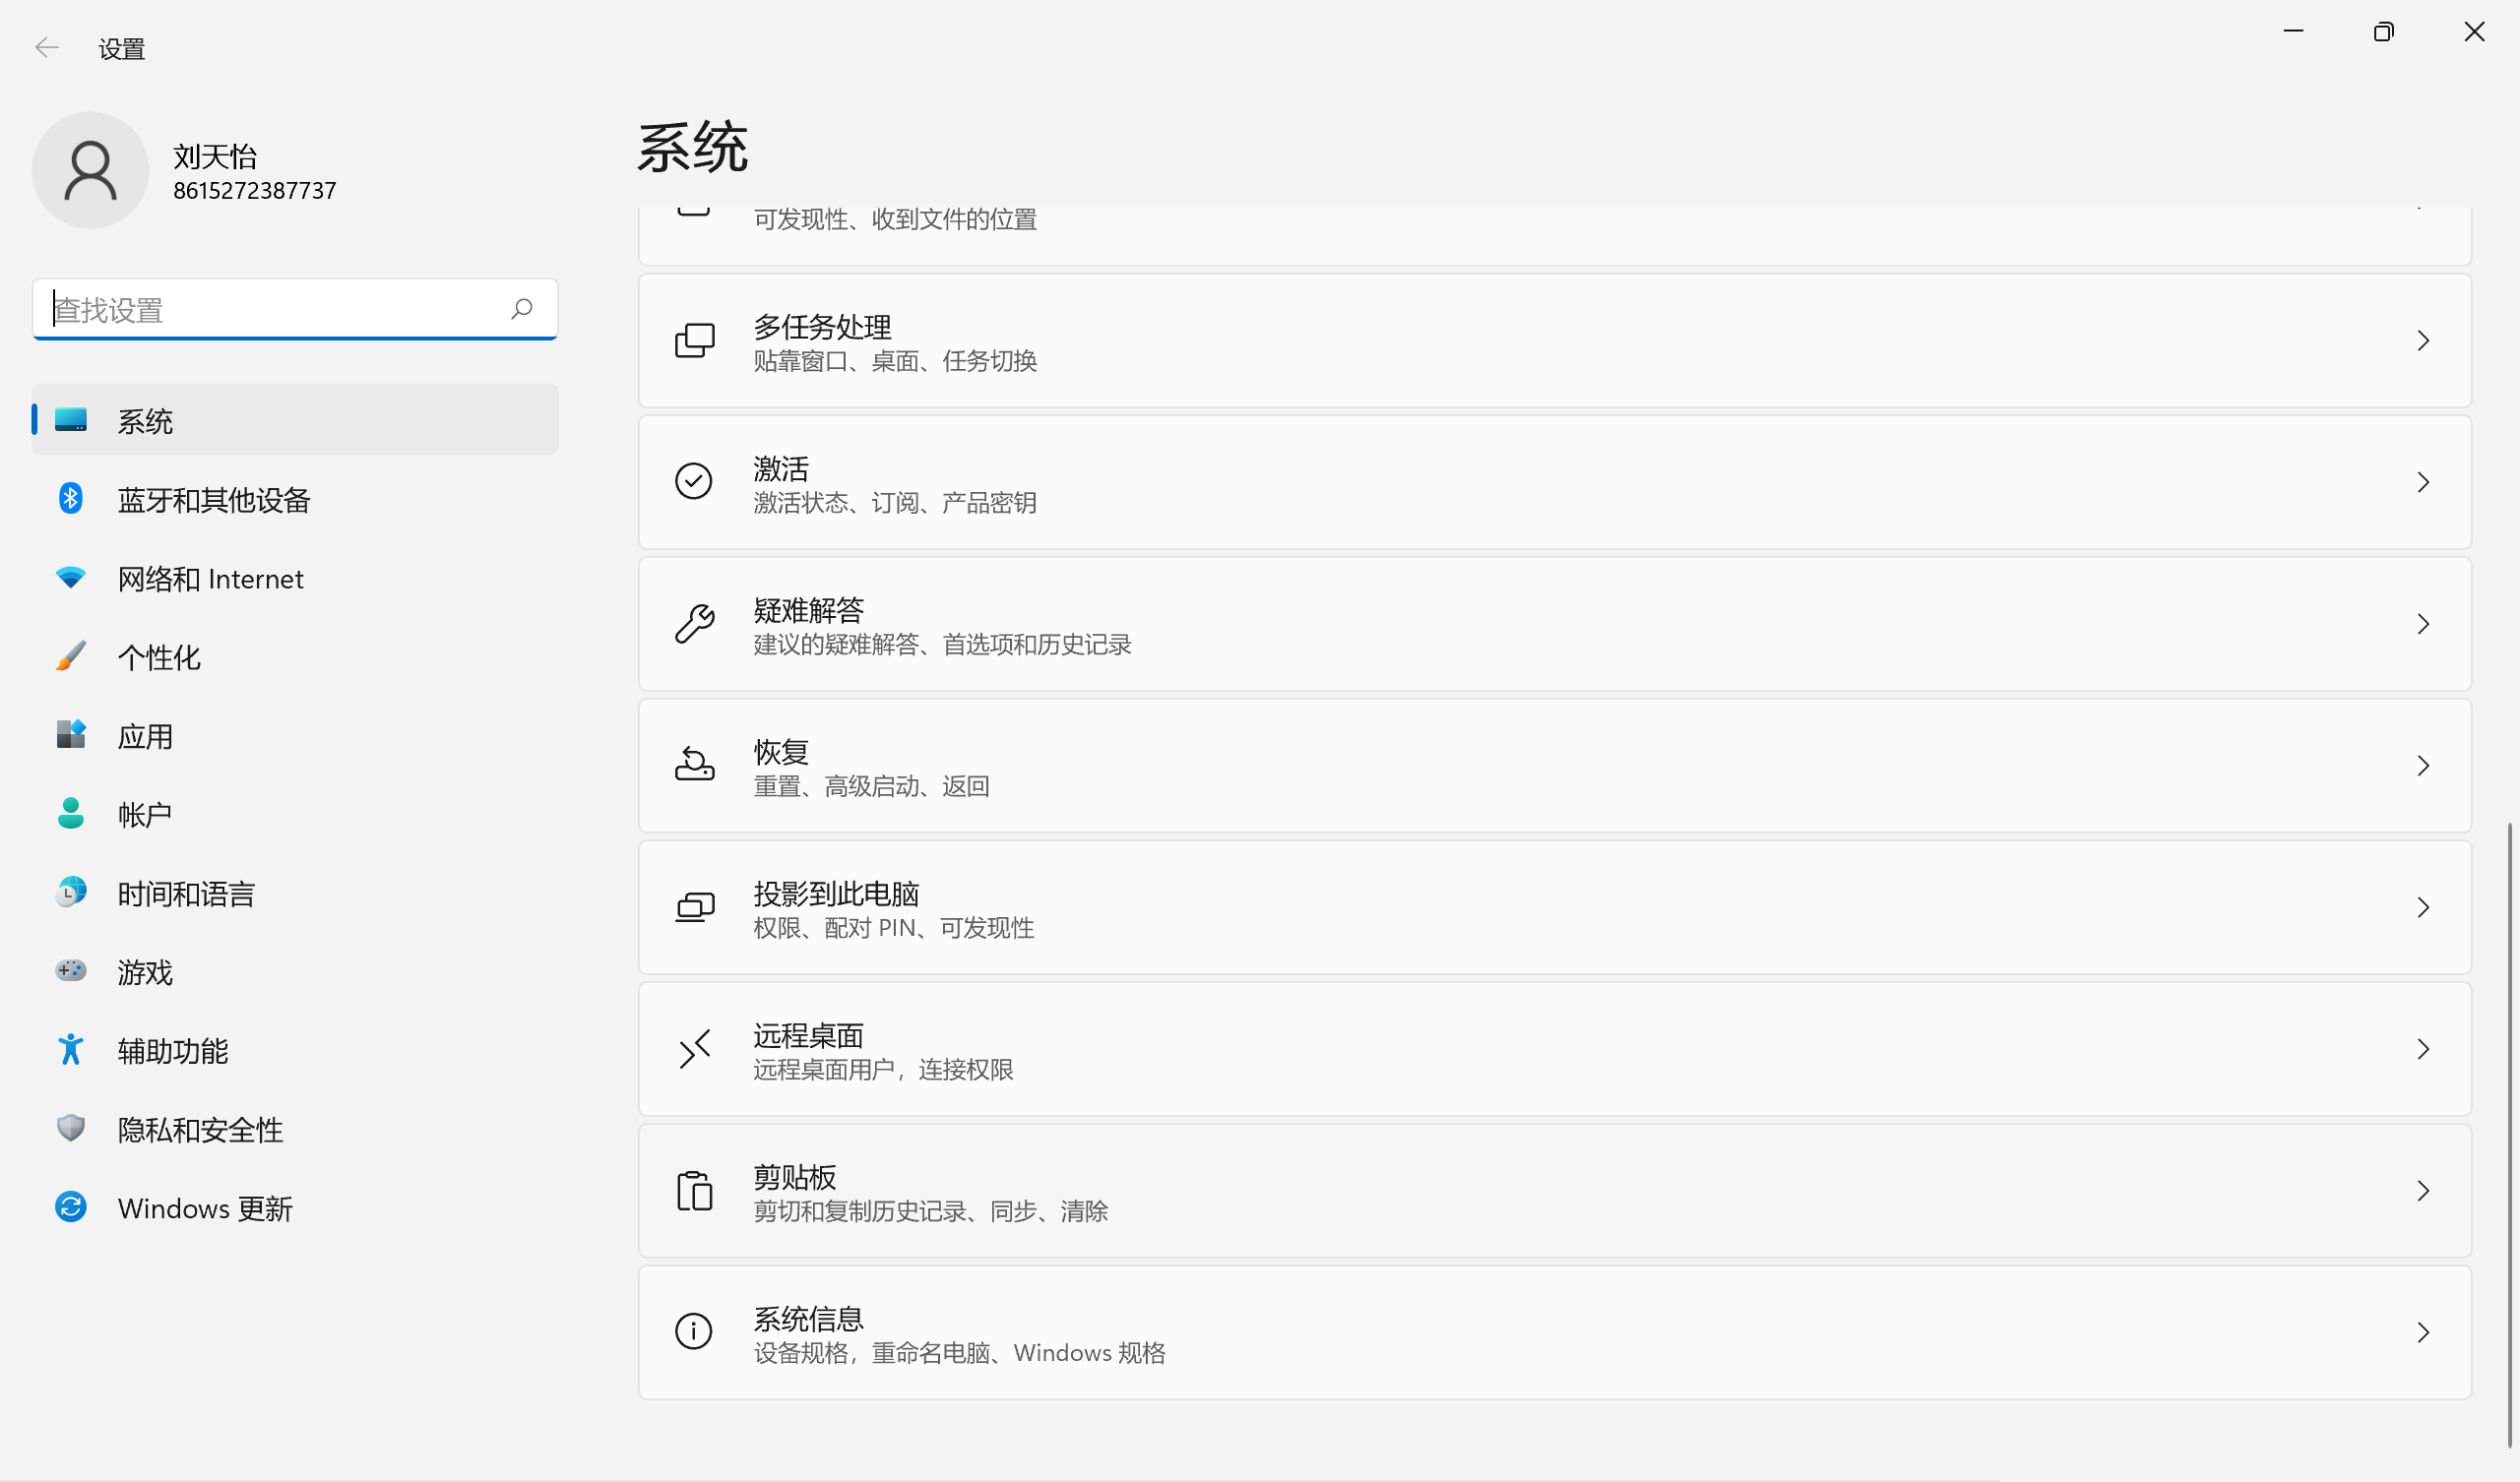 设置
刘天怡
8615272387737
查找设置
系统
蓝牙和其他设备
网络和 Internet
个性化
应用
帐户
时间和语言
游戏
辅助功能
隐私和安全性
Windows 更新
系统
可发现性、收到文件的位置
多任务处理
贴靠窗口、桌面、任务切换
激活
激活状态、订阅、产品密钥
疑难解答
建议的疑难解答、首选项和历史记录
恢复
重置、高级启动、返回
投影到此电脑
权限、配对 PIN、可发现性
远程桌面
远程桌面用户，连接权限
剪贴板
剪切和复制历史记录、同步、清除
系统信息
设备规格，重命名电脑、Windows 规格